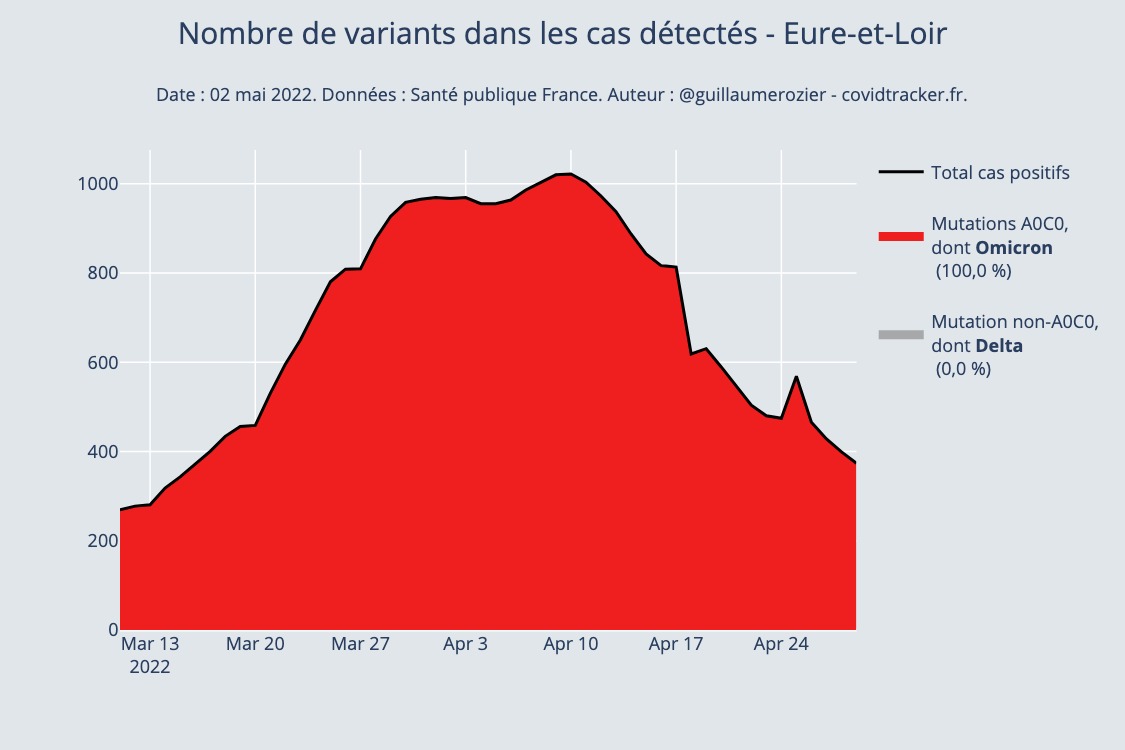 Nombre de variants dans les cas détectés - Eure-et-Loir
Date : 02 mai 2022. Données : Santé publique France. Auteur : @guillaumerozier - covidtracker.fr.
Total cas positifs
Mutations A0C0,
dont Omicron
(100,0 %)
Mutation non-A0C0,
dont Delta
(0,0 %)
1000
800
600
400
200
0
Mar 13 Mar 20 Mar 27 Apr 3 Apr 10 Apr 17 Apr 24
2022